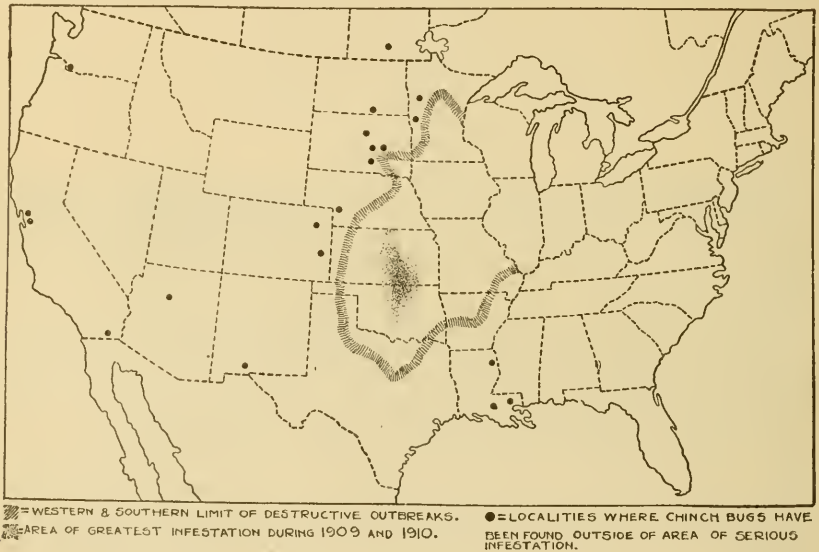 =WESTERN & SOUTHERN LIMIT OF DESTRUCTIVE OUTBREAKS.
=AREA OF GREATEST INFESTATION DURING 1909 AND 1910.
=LOCALITIES WHERE CHINCH BUGS HAVE
BEEN FOUND OUTSIDE OF AREA OF SERIOUS
INFESTATION.